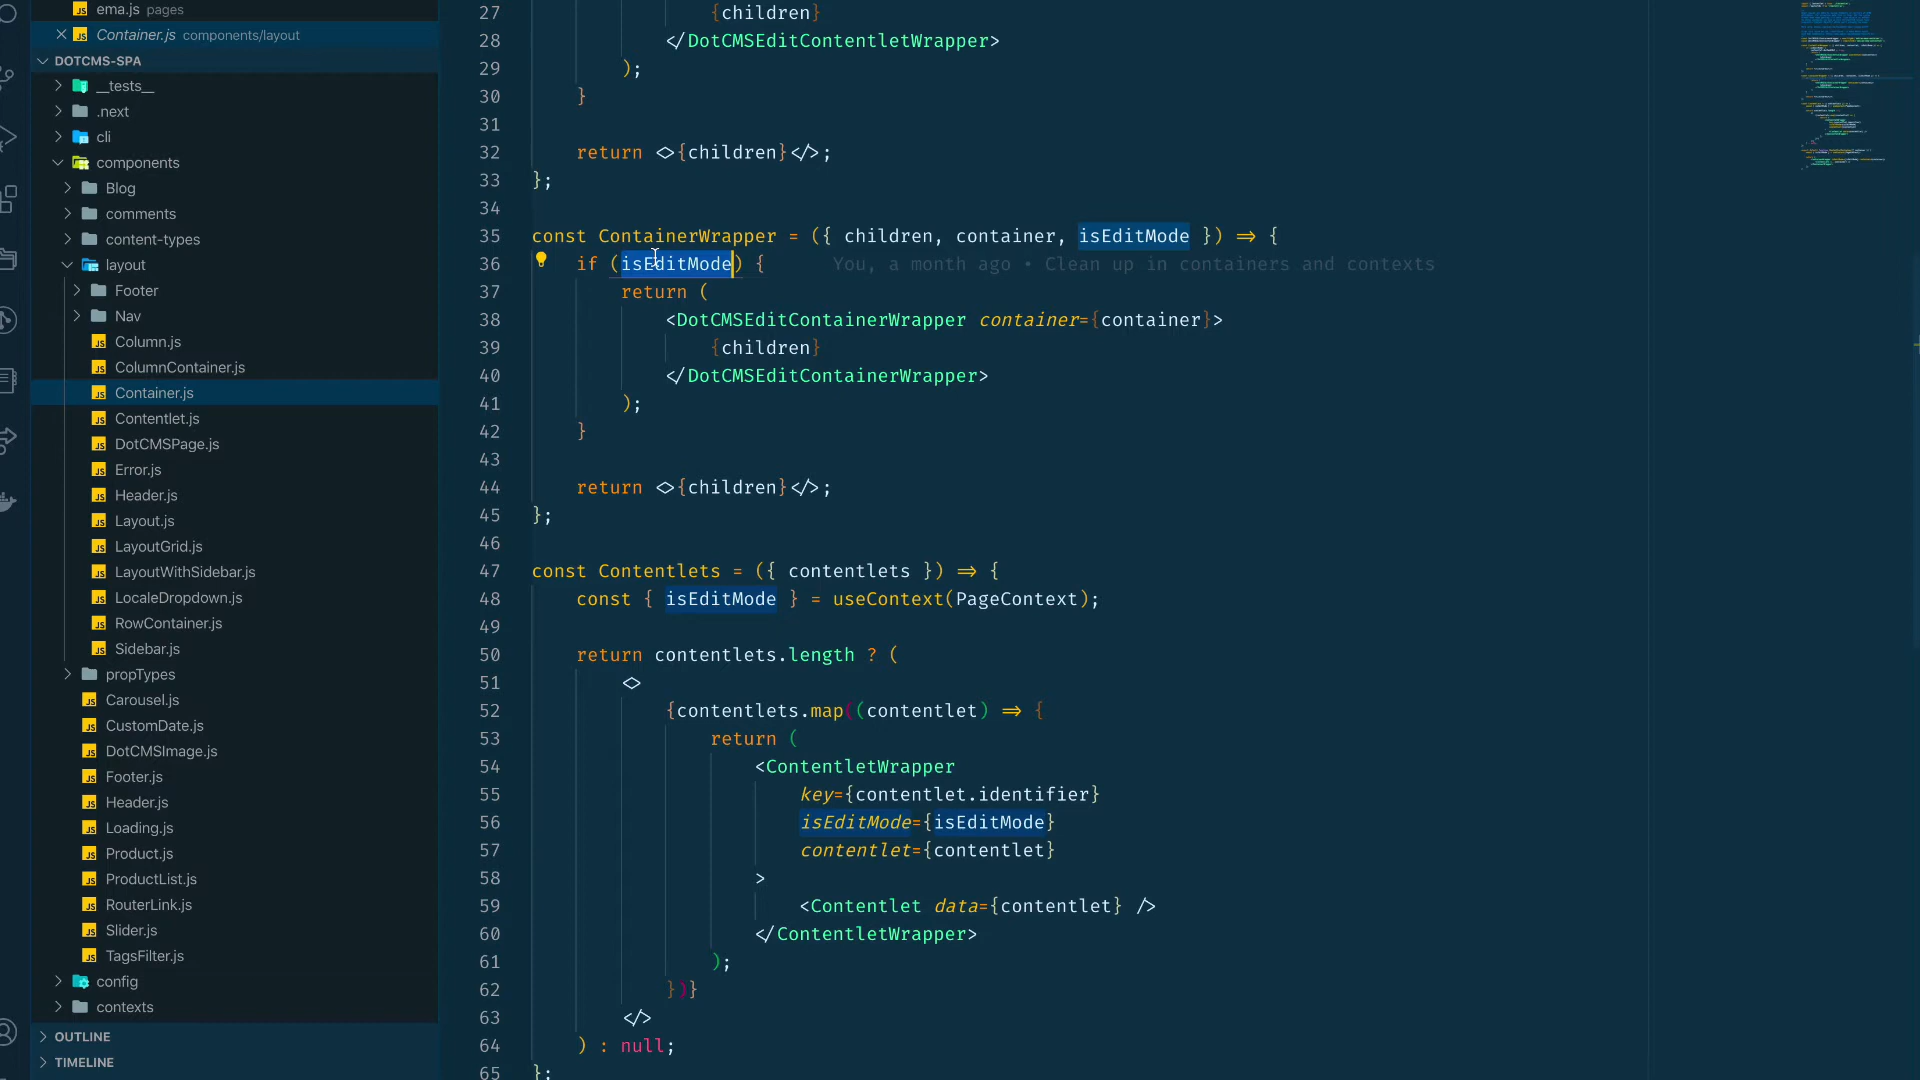 ema.js pages
Container.js components/layout
DOTCMS-SPA
__tests__
.next
cli
components
Blog
comments
content-types
layout
Footer
Nav
Column.js
ColumnContainer.js
Container.js
Contentlet.js
DotCMSPage.js
Error.js
Header.js
Layout.js
LayoutGrid.js
LayoutWithSidebar.js
LocaleDropdown.js
RowContainer.js
Sidebar.js
propTypes
Carousel.js
CustomDate.js
DotCMSImage.js
Footer.js
Header.js
Loading.js
Product.js
ProductList.js
RouterLink.js
Slider.js
TagsFilter.js
config
contexts
OUTLINE
TIMELINE
27 {children}
28 </DotCMSEditContentletWrapper>
29 );
30 }
31
32 return <>{children}</>;
33 };
34
35 const ContainerWrapper = ({ children, container, isEditMode }) => {
36 if (isEditMode) { You, a month ago • Clean up in containers and contexts
37 return (
38 <DotCMSEditContainerWrapper container={container}>
39 {children}
40 </DotCMSEditContainerWrapper>
41 );
42 }
43
44 return <>{children}</>;
45 };
46
47 const Contentlets = ({ contentlets }) => {
48 const { isEditMode } = useContext(PageContext);
49
50 return contentlets.length ? (
51 <>
52 {contentlets.map((contentlet) => {
53 return (
54 <ContentletWrapper
55 key={contentlet.identifier}
56 isEditMode={isEditMode}
57 contentlet={contentlet}
58 >
59 <Contentlet data={contentlet} />
60 </ContentletWrapper>
61 );
62 })}
63 </>
64 ) : null;
65 };